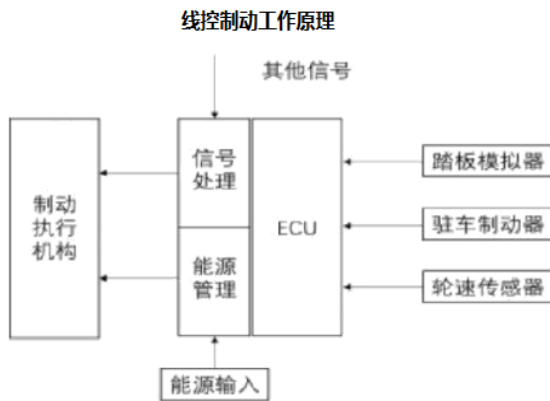 线控制动工作原理
其他信号
制动
执行
机构
信号
处理
能源
管理
ECU
踏板模拟器
驻车制动器
轮速传感器
能源输入